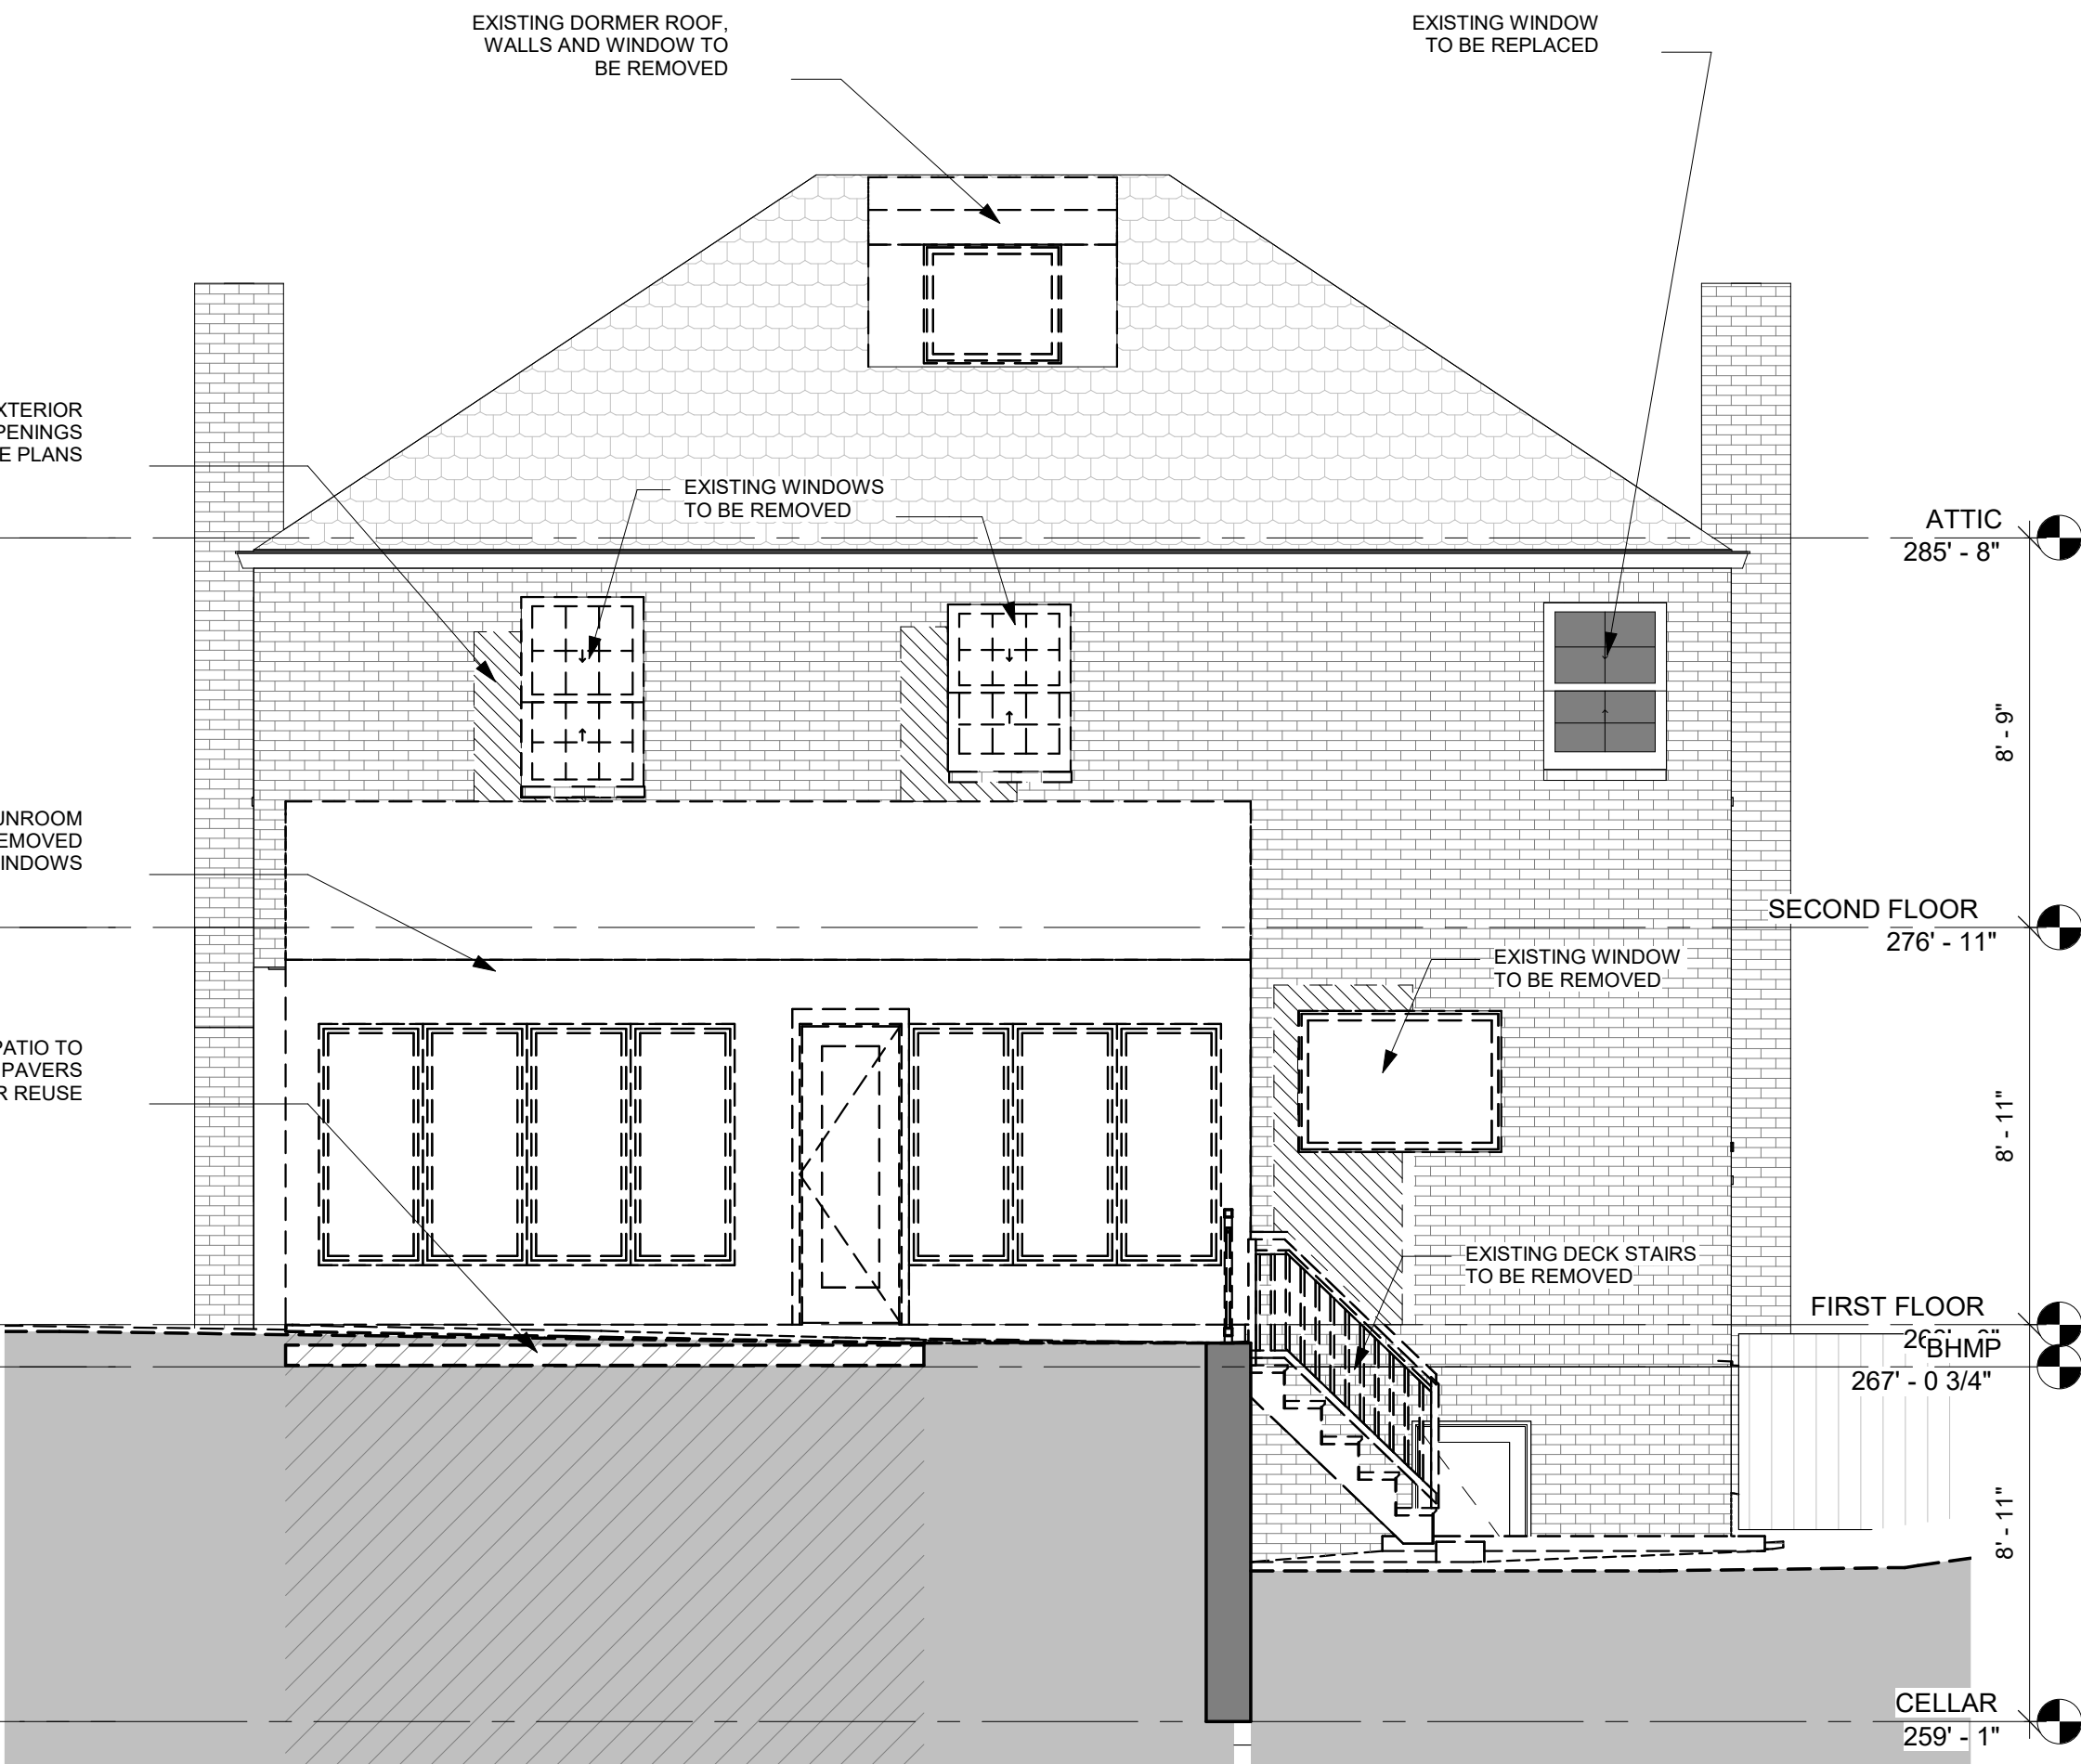 EXISTING DORMER ROOF,
WALLS AND WINDOW TO
BE REMOVED
EXISTING WINDOW
TO BE REPLACED
XTERIOR
PENINGS
E PLANS
EXISTING WINDOWS
TO BE REMOVED
ATTIC
285' - 8"
8' - 9"
UNROOM
EMOVED
INDOWS
SECOND FLOOR
276' - 11"
EXISTING WINDOW
TO BE REMOVED
PATIO TO
PAVERS
R REUSE
8' - 11"
EXISTING DECK STAIRS
TO BE REMOVED
FIRST FLOOR
BHMP
267' - 0 3/4"
8' - 11"
CELLAR
259' - 1"